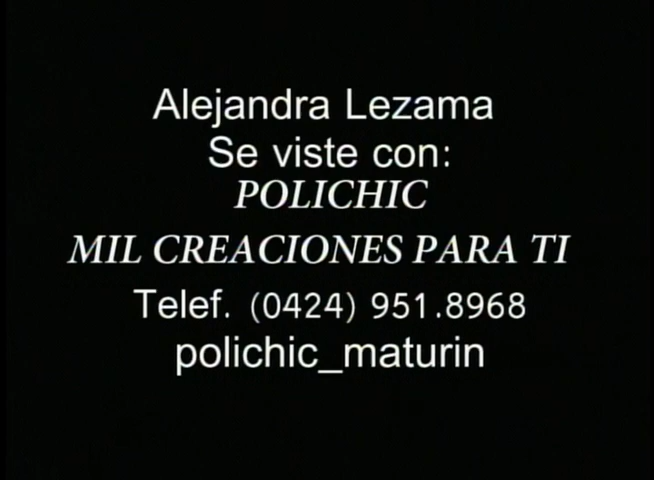 Alejandra Lezama
Se viste con:
POLICHIC
MIL CREACIONES PARA TI
Telef. (0424) 951.8968
polichic_maturin